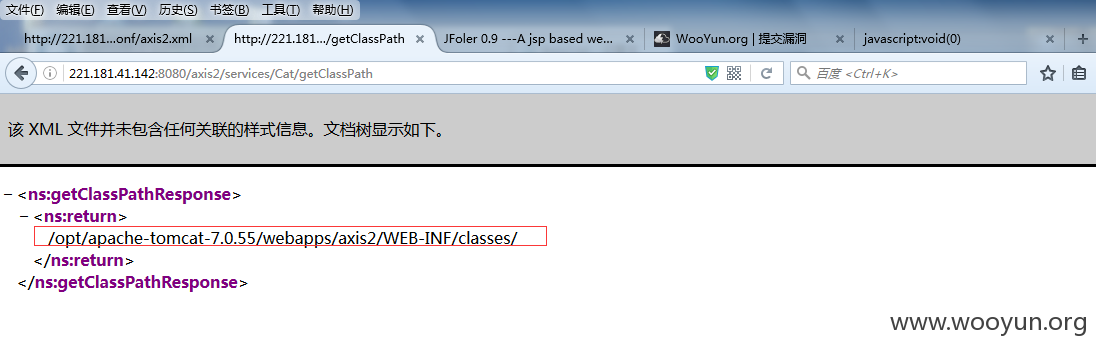 文件(F) 编辑(E) 查看(V) 历史(S) 书签(B) 工具(T) 帮助(H)
http://221.181...onf/axis2.xml × http://221.181.../getClassPath × JFoler 0.9 ---A jsp based we... × WooYun.org | 提交漏洞 × javascript:void(0) × +
221.181.41.142:8080/axis2/services/Cat/getClassPath 百度 <Ctrl+K>
该 XML 文件并未包含任何关联的样式信息。文档树显示如下。
− <ns:getClassPathResponse>
− <ns:return>
/opt/apache-tomcat-7.0.55/webapps/axis2/WEB-INF/classes/
</ns:return>
</ns:getClassPathResponse>
www.wooyun.org